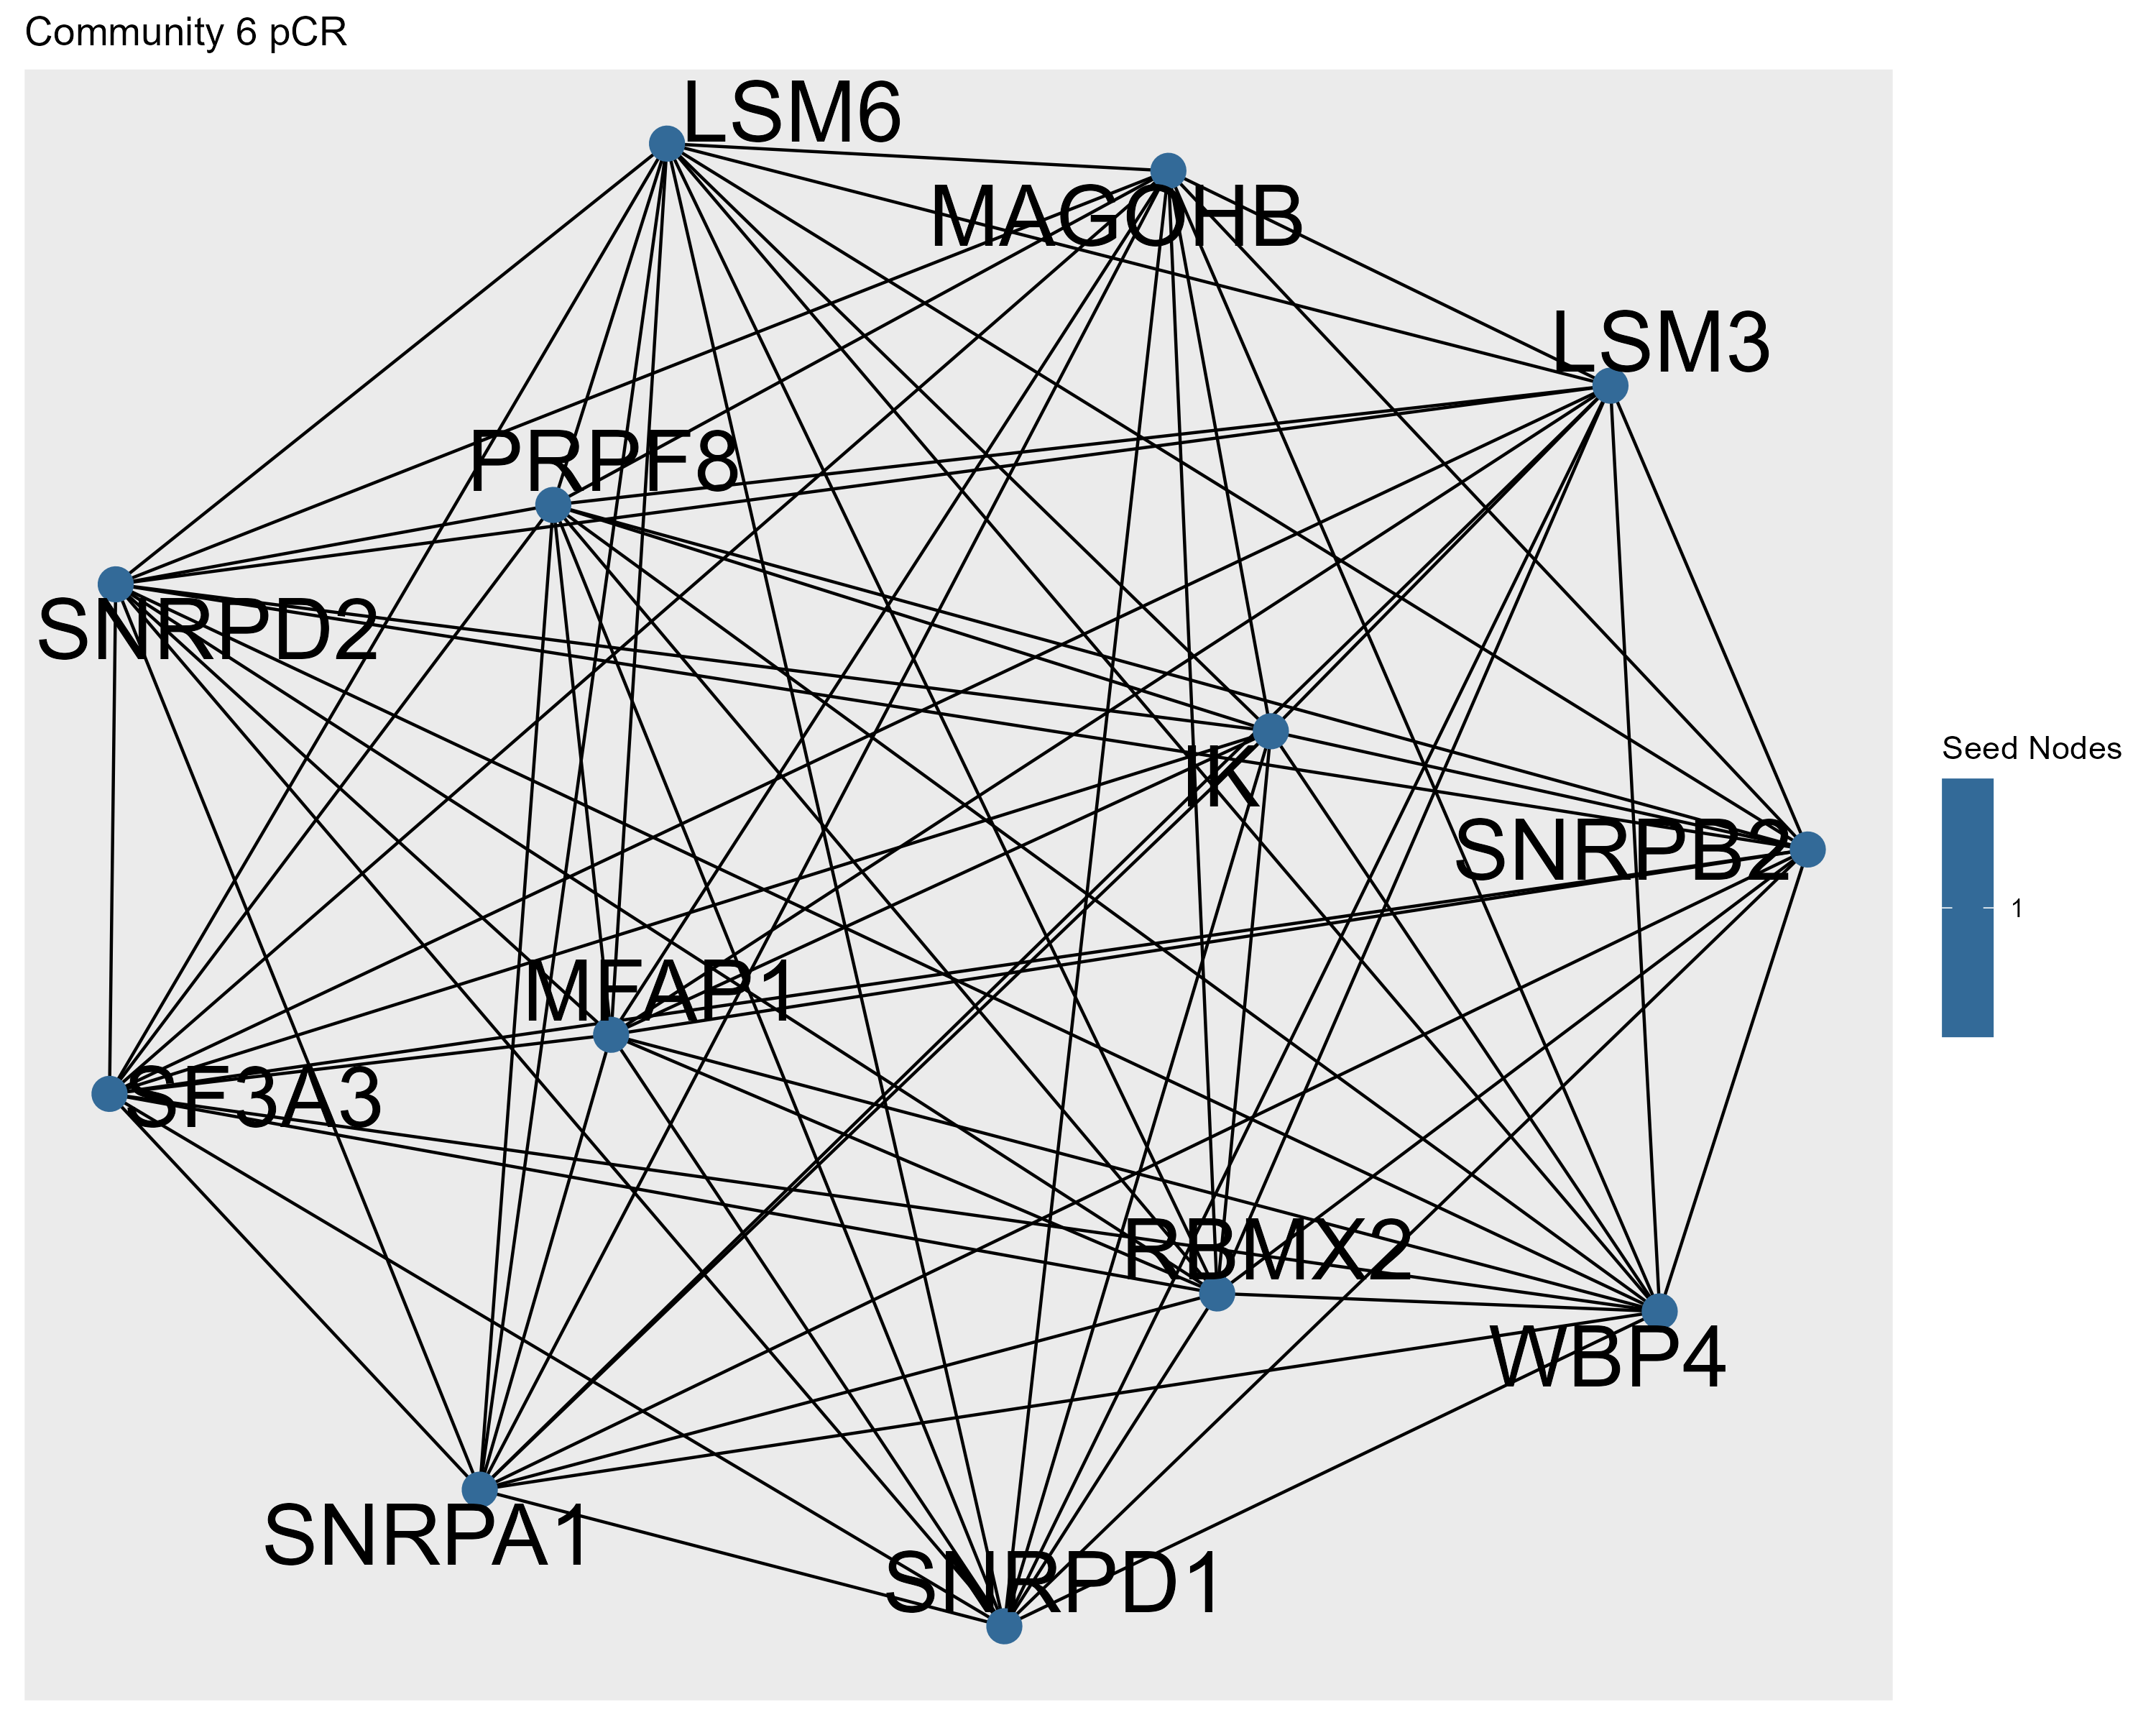 Community 6 pCR
LSM6
MAGOHB
LSM3
PRPF8
SNRPD2
IK
Seed Nodes
SNRPB2
1
MFAP1
SF3A3
RBMX2
WBP4
SNRPA1
SNRPD1